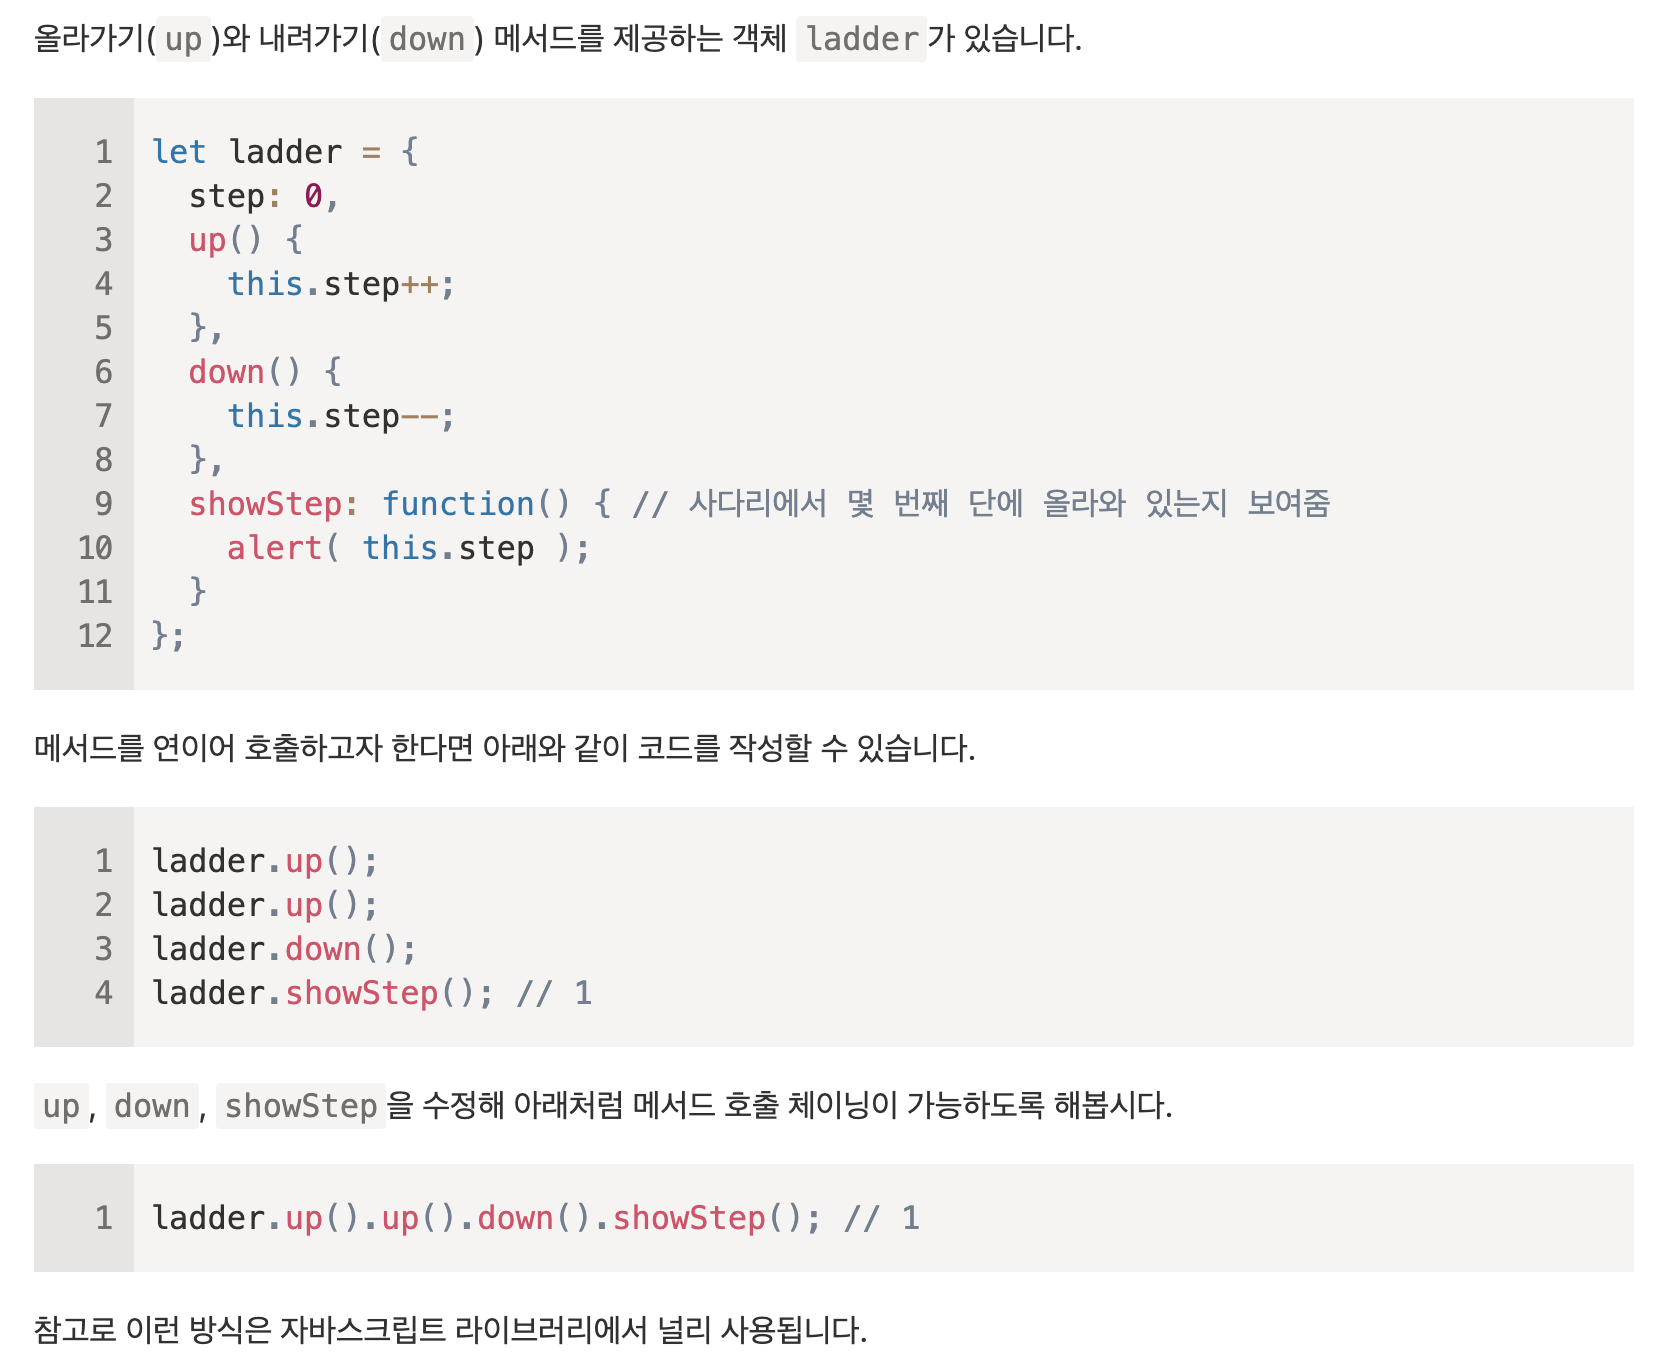 올라가기(up)와 내려가기(down) 메서드를 제공하는 객체 ladder가 있습니다.
1 let ladder = {
2   step: 0,
3   up() {
4     this.step++;
5   },
6   down() {
7     this.step--;
8   },
9   showStep: function() { // 사다리에서 몇 번째 단에 올라와 있는지 보여줌
10     alert( this.step );
11   }
12 };
메서드를 연이어 호출하고자 한다면 아래와 같이 코드를 작성할 수 있습니다.
1 ladder.up();
2 ladder.up();
3 ladder.down();
4 ladder.showStep(); // 1
up, down, showStep을 수정해 아래처럼 메서드 호출 체이닝이 가능하도록 해봅시다.
1 ladder.up().up().down().showStep(); // 1
참고로 이런 방식은 자바스크립트 라이브러리에서 널리 사용됩니다.